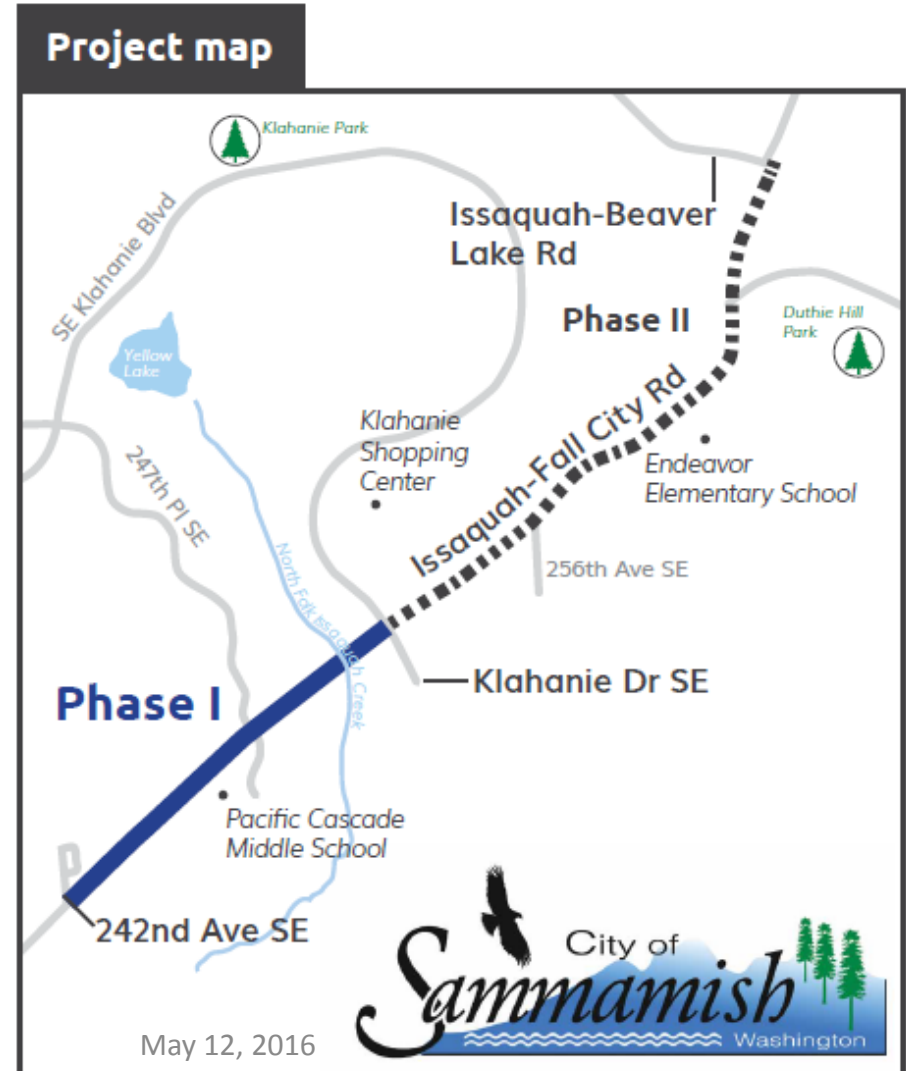 Project map
Klahanie Park
SE Klahanie Blvd
Issaquah-Beaver
Lake Rd
Phase II
Duthie Hill
Park
Yellow
Lake
Klahanie
Shopping
Center
Issaquah-Fall City Rd
Endeavor
Elementary School
247th Pl SE
256th Ave SE
North Folk Issaquah Creek
Klahanie Dr SE
Phase I
Pacific Cascade
Middle School
242nd Ave SE
City of
Sammamish
Washington
May 12, 2016